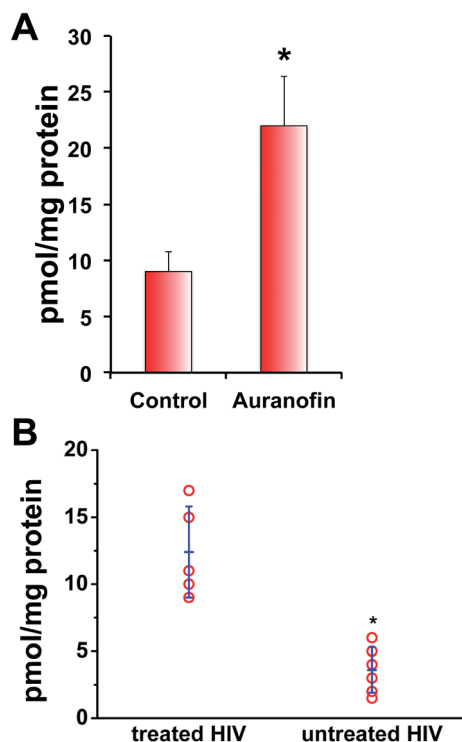 A
30
25
20
15
10
5
0
pmol/mg protein
*
Control Auranofin
B
20
15
10
5
0
pmol/mg protein
*
treated HIV untreated HIV